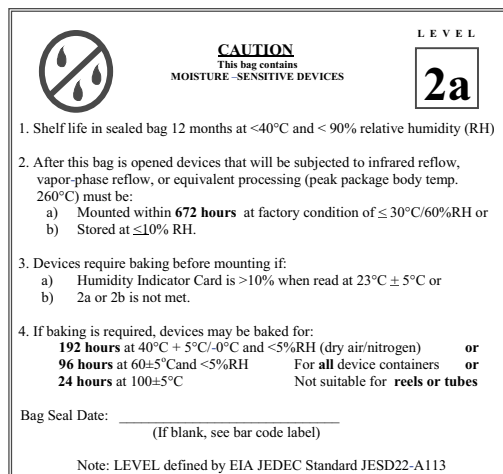 LEVEL
CAUTION
This bag contains
MOISTURE –SENSITIVE DEVICES
2a
1. Shelf life in sealed bag 12 months at <40°C and < 90% relative humidity (RH)
2. After this bag is opened devices that will be subjected to infrared reflow,
vapor-phase reflow, or equivalent processing (peak package body temp.
260°C) must be:
a) Mounted within 672 hours at factory condition of ≤ 30°C/60%RH or
b) Stored at ≤10% RH.
3. Devices require baking before mounting if:
a) Humidity Indicator Card is >10% when read at 23°C ± 5°C or
b) 2a or 2b is not met.
4. If baking is required, devices may be baked for:
192 hours at 40°C + 5°C/-0°C and <5%RH (dry air/nitrogen) or
96 hours at 60±5°Cand <5%RH For all device containers or
24 hours at 100±5°C Not suitable for reels or tubes
Bag Seal Date: ______________________________
(If blank, see bar code label)
Note: LEVEL defined by EIA JEDEC Standard JESD22-A113